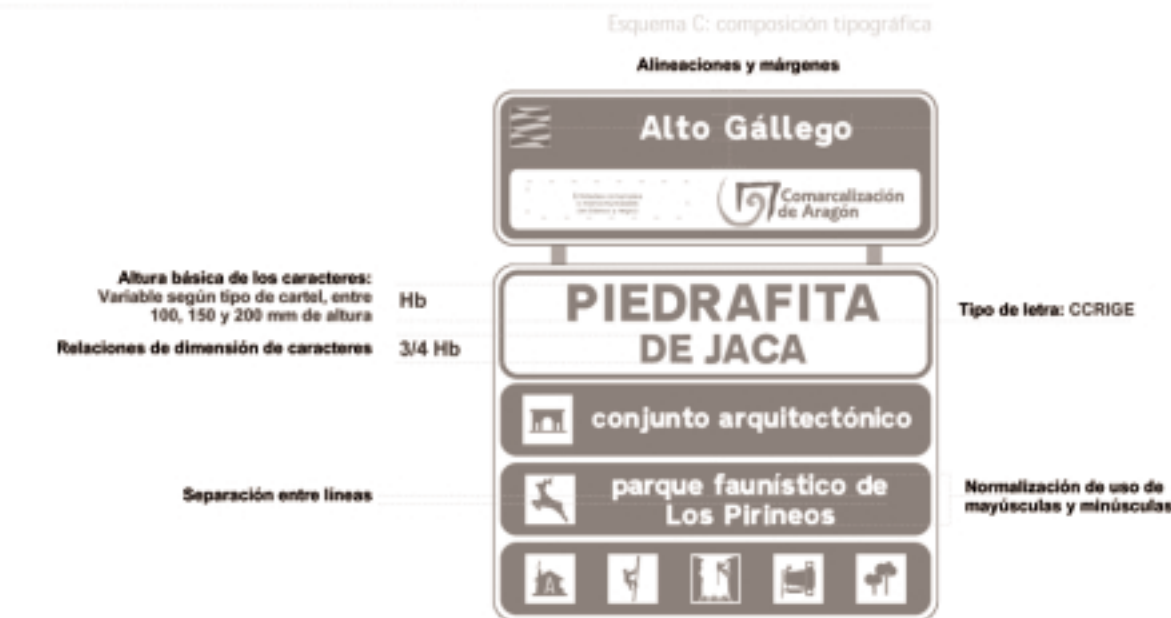 Esquema C: composición tipográfica
Alineaciones y márgenes
Alto Gállego
Comarcalización
de Aragón
Altura básica de los caracteres:
Variable según tipo de cartel, entre
100, 150 y 200 mm de altura
Hb
PIEDRAFITA
Tipo de letra: CCRIGE
Relaciones de dimensión de caracteres
3/4 Hb
DE JACA
conjunto arquitectónico
Separación entre líneas
parque faunístico de
Los Pirineos
Normalización de uso de
mayúsculas y minúsculas